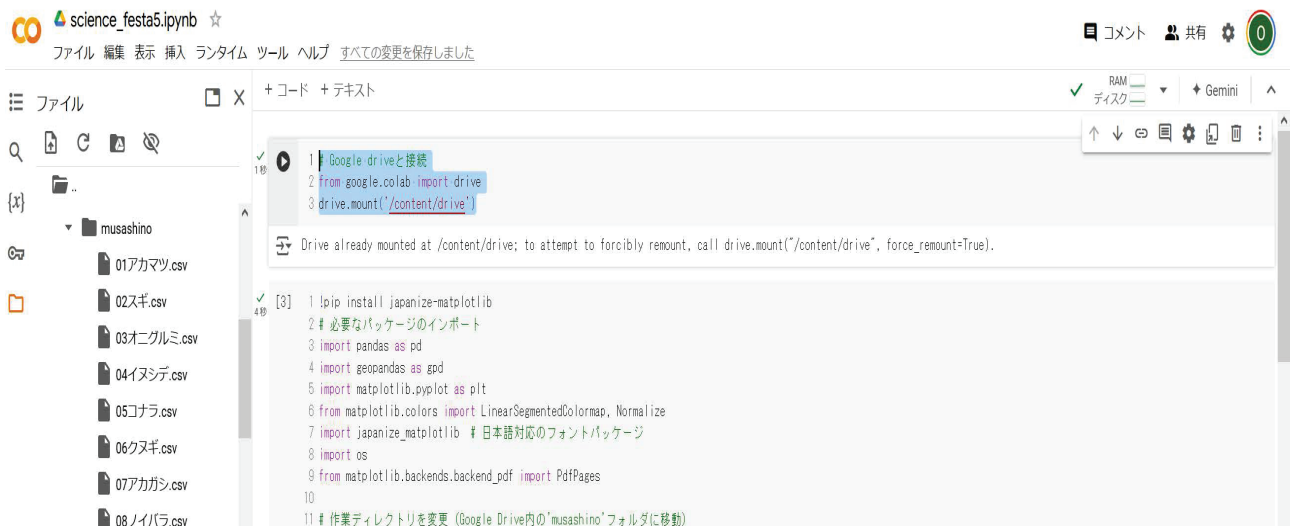 science_festa5.ipynb
ファイル 編集 表示 挿入 ランタイム ツール ヘルプ すべての変更を保存しました
コメント 共有 O
ファイル
+ コード + テキスト
RAM
ディスク
Gemini
{x}
..
musashino
01アカマツ.csv
02スギ.csv
03オニグルミ.csv
04イヌシデ.csv
05コナラ.csv
06クヌギ.csv
07アカガシ.csv
08ノイバラ.csv
1秒
1 # Google driveと接続
2 from google.colab import drive
3 drive.mount('/content/drive')
Drive already mounted at /content/drive; to attempt to forcibly remount, call drive.mount("/content/drive", force_remount=True).
4秒
[3] 1 !pip install japanize-matplotlib
2 # 必要なパッケージのインポート
3 import pandas as pd
4 import geopandas as gpd
5 import matplotlib.pyplot as plt
6 from matplotlib.colors import LinearSegmentedColormap, Normalize
7 import japanize_matplotlib # 日本語対応のフォントパッケージ
8 import os
9 from matplotlib.backends.backend_pdf import PdfPages
10
11 # 作業ディレクトリを変更 (Google Drive内の'musashino'フォルダに移動)